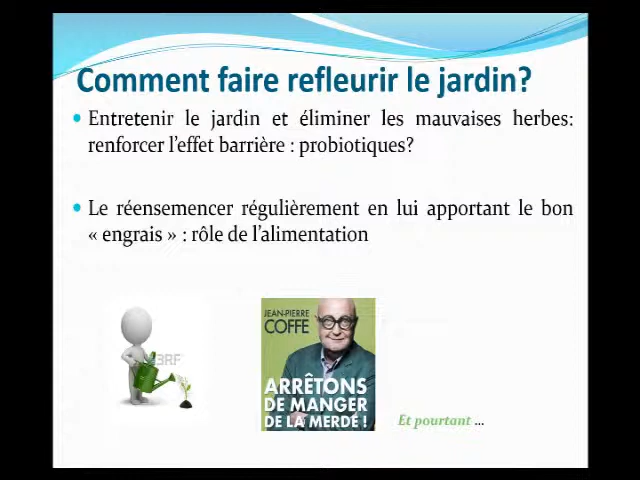 Comment faire refleurir le jardin?
Entretenir le jardin et éliminer les mauvaises herbes:
renforcer l'effet barrière : probiotiques?
Le réensemencer régulièrement en lui apportant le bon
« engrais » : rôle de l'alimentation
JEAN-PIERRE
COFFE
ARRÊTONS
DE MANGER
DE LA MERDE !
Et pourtant ...